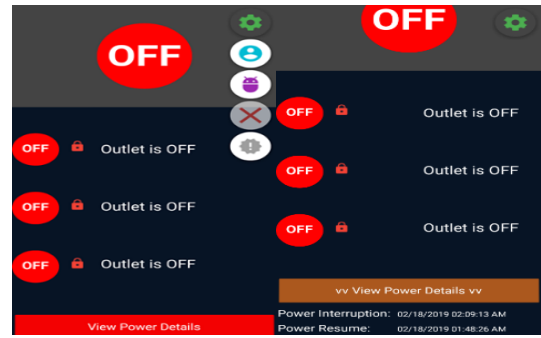 OFF
OFF Outlet is OFF
OFF Outlet is OFF
OFF Outlet is OFF
View Power Details
OFF
OFF Outlet is OFF
OFF Outlet is OFF
OFF Outlet is OFF
vv View Power Details vv
Power Interruption: 02/18/2019 02:09:13 AM
Power Resume: 02/18/2019 01:48:26 AM